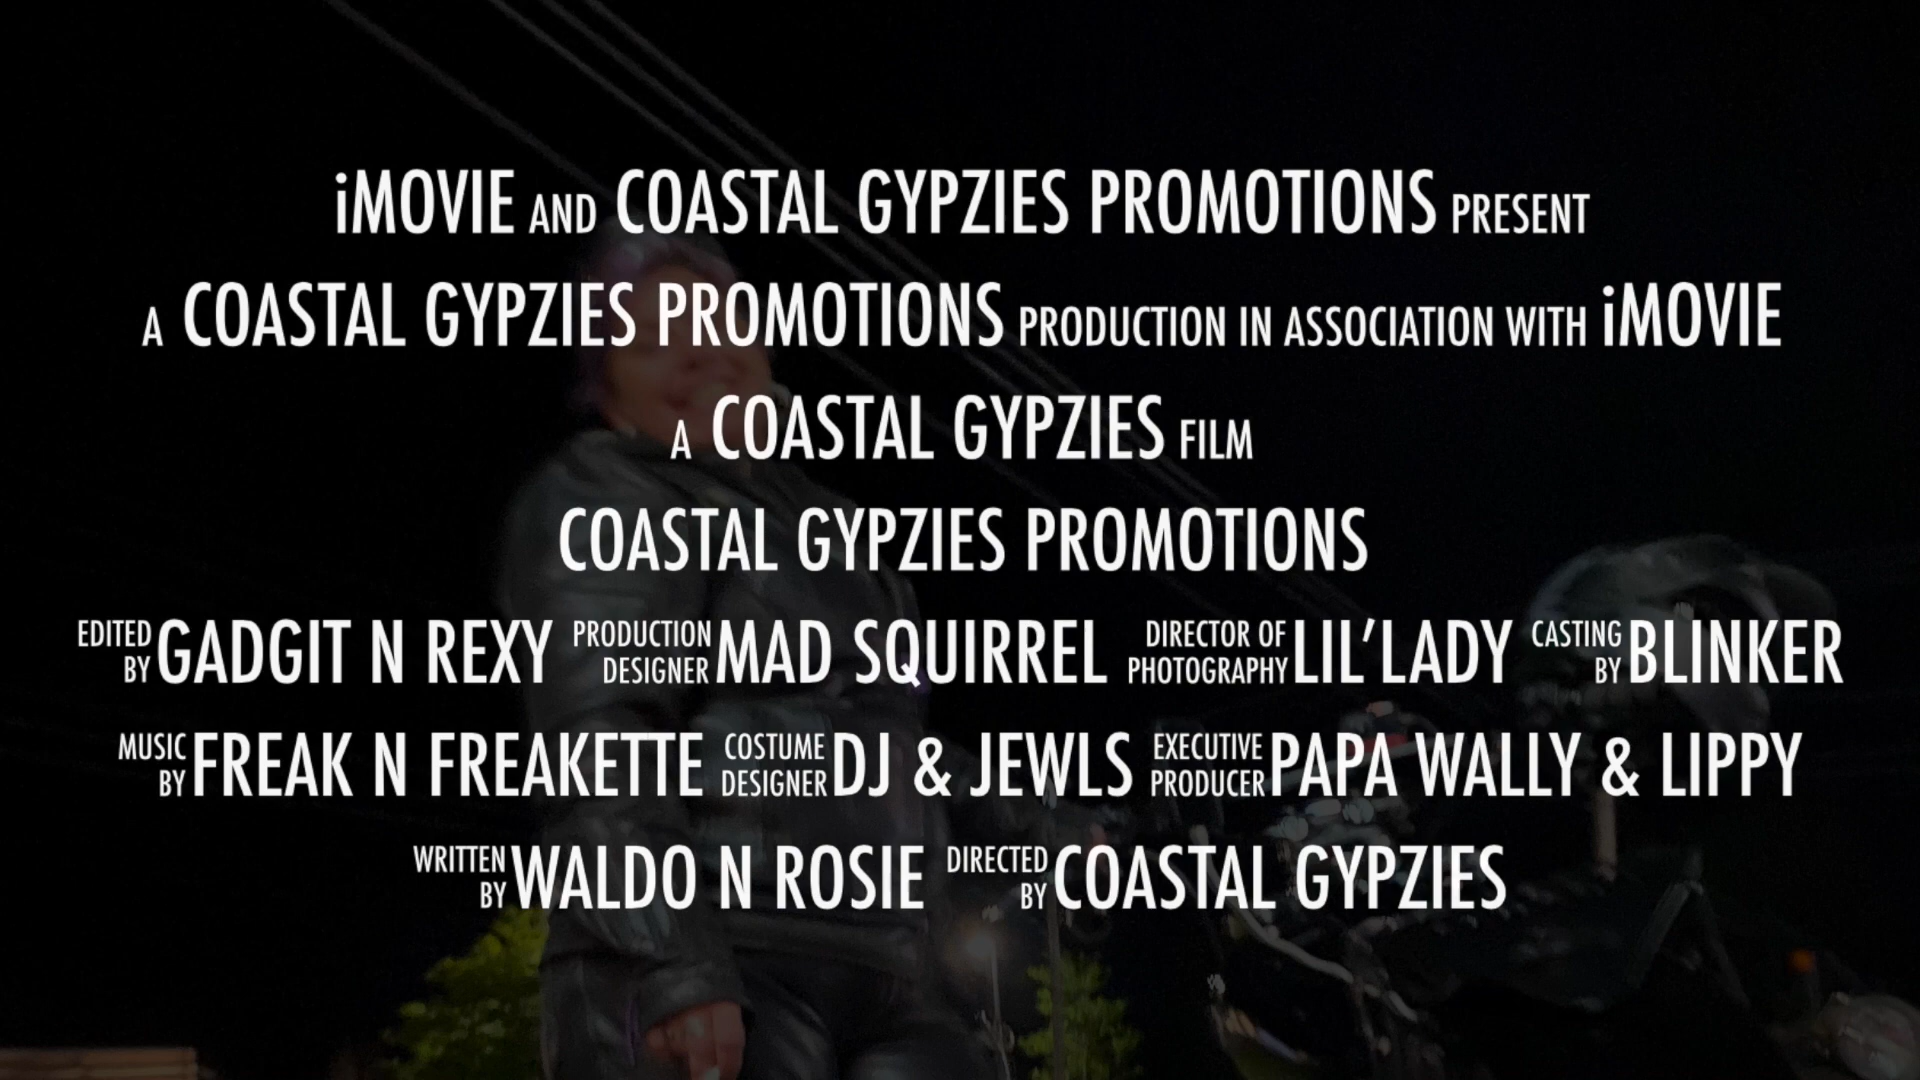 iMOVIE AND COASTAL GYPZIES PROMOTIONS PRESENT
A COASTAL GYPZIES PROMOTIONS PRODUCTION IN ASSOCIATION WITH iMOVIE
A COASTAL GYPZIES FILM
COASTAL GYPZIES PROMOTIONS
EDITED BY GADGIT N REXY PRODUCTION DESIGNER MAD SQUIRREL DIRECTOR OF PHOTOGRAPHY LIL'LADY CASTING BY BLINKER
MUSIC BY FREAK N FREAKETTE COSTUME DESIGNER DJ & JEWLS EXECUTIVE PRODUCER PAPA WALLY & LIPPY
WRITTEN BY WALDO N ROSIE DIRECTED BY COASTAL GYPZIES